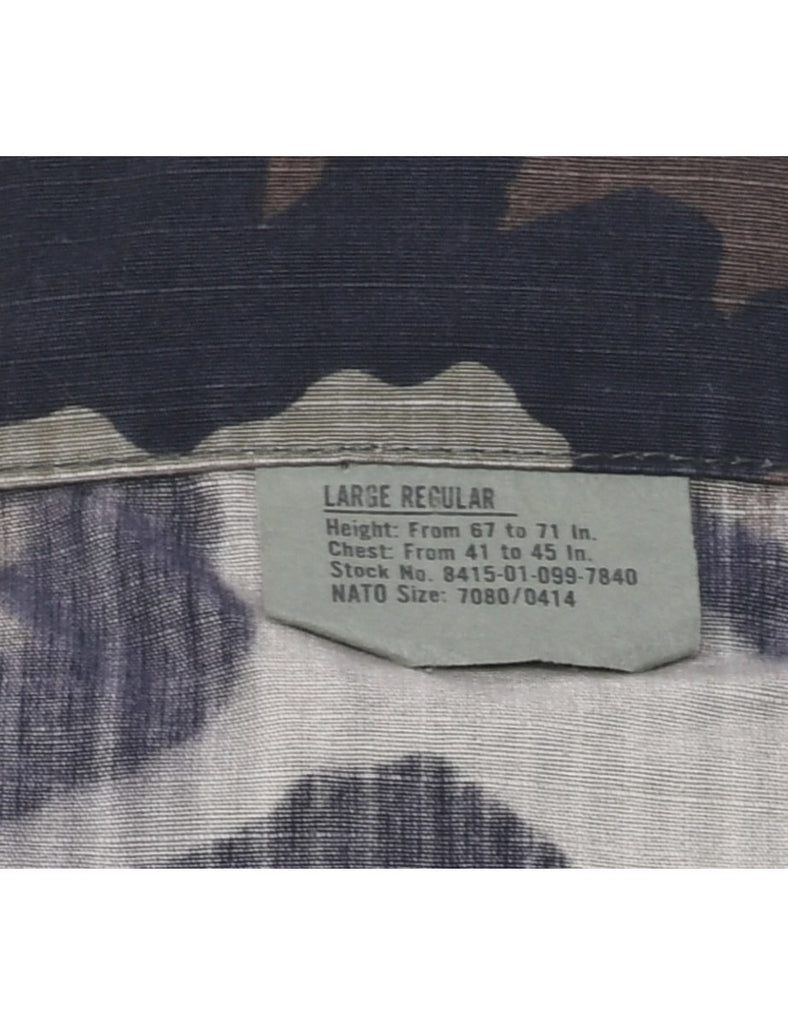 LARGE REGULAR
Height: From 67 to 71 In.
Chest: From 41 to 45 In.
Stock No. 8415-01-099-7840
NATO Size: 7080/0414